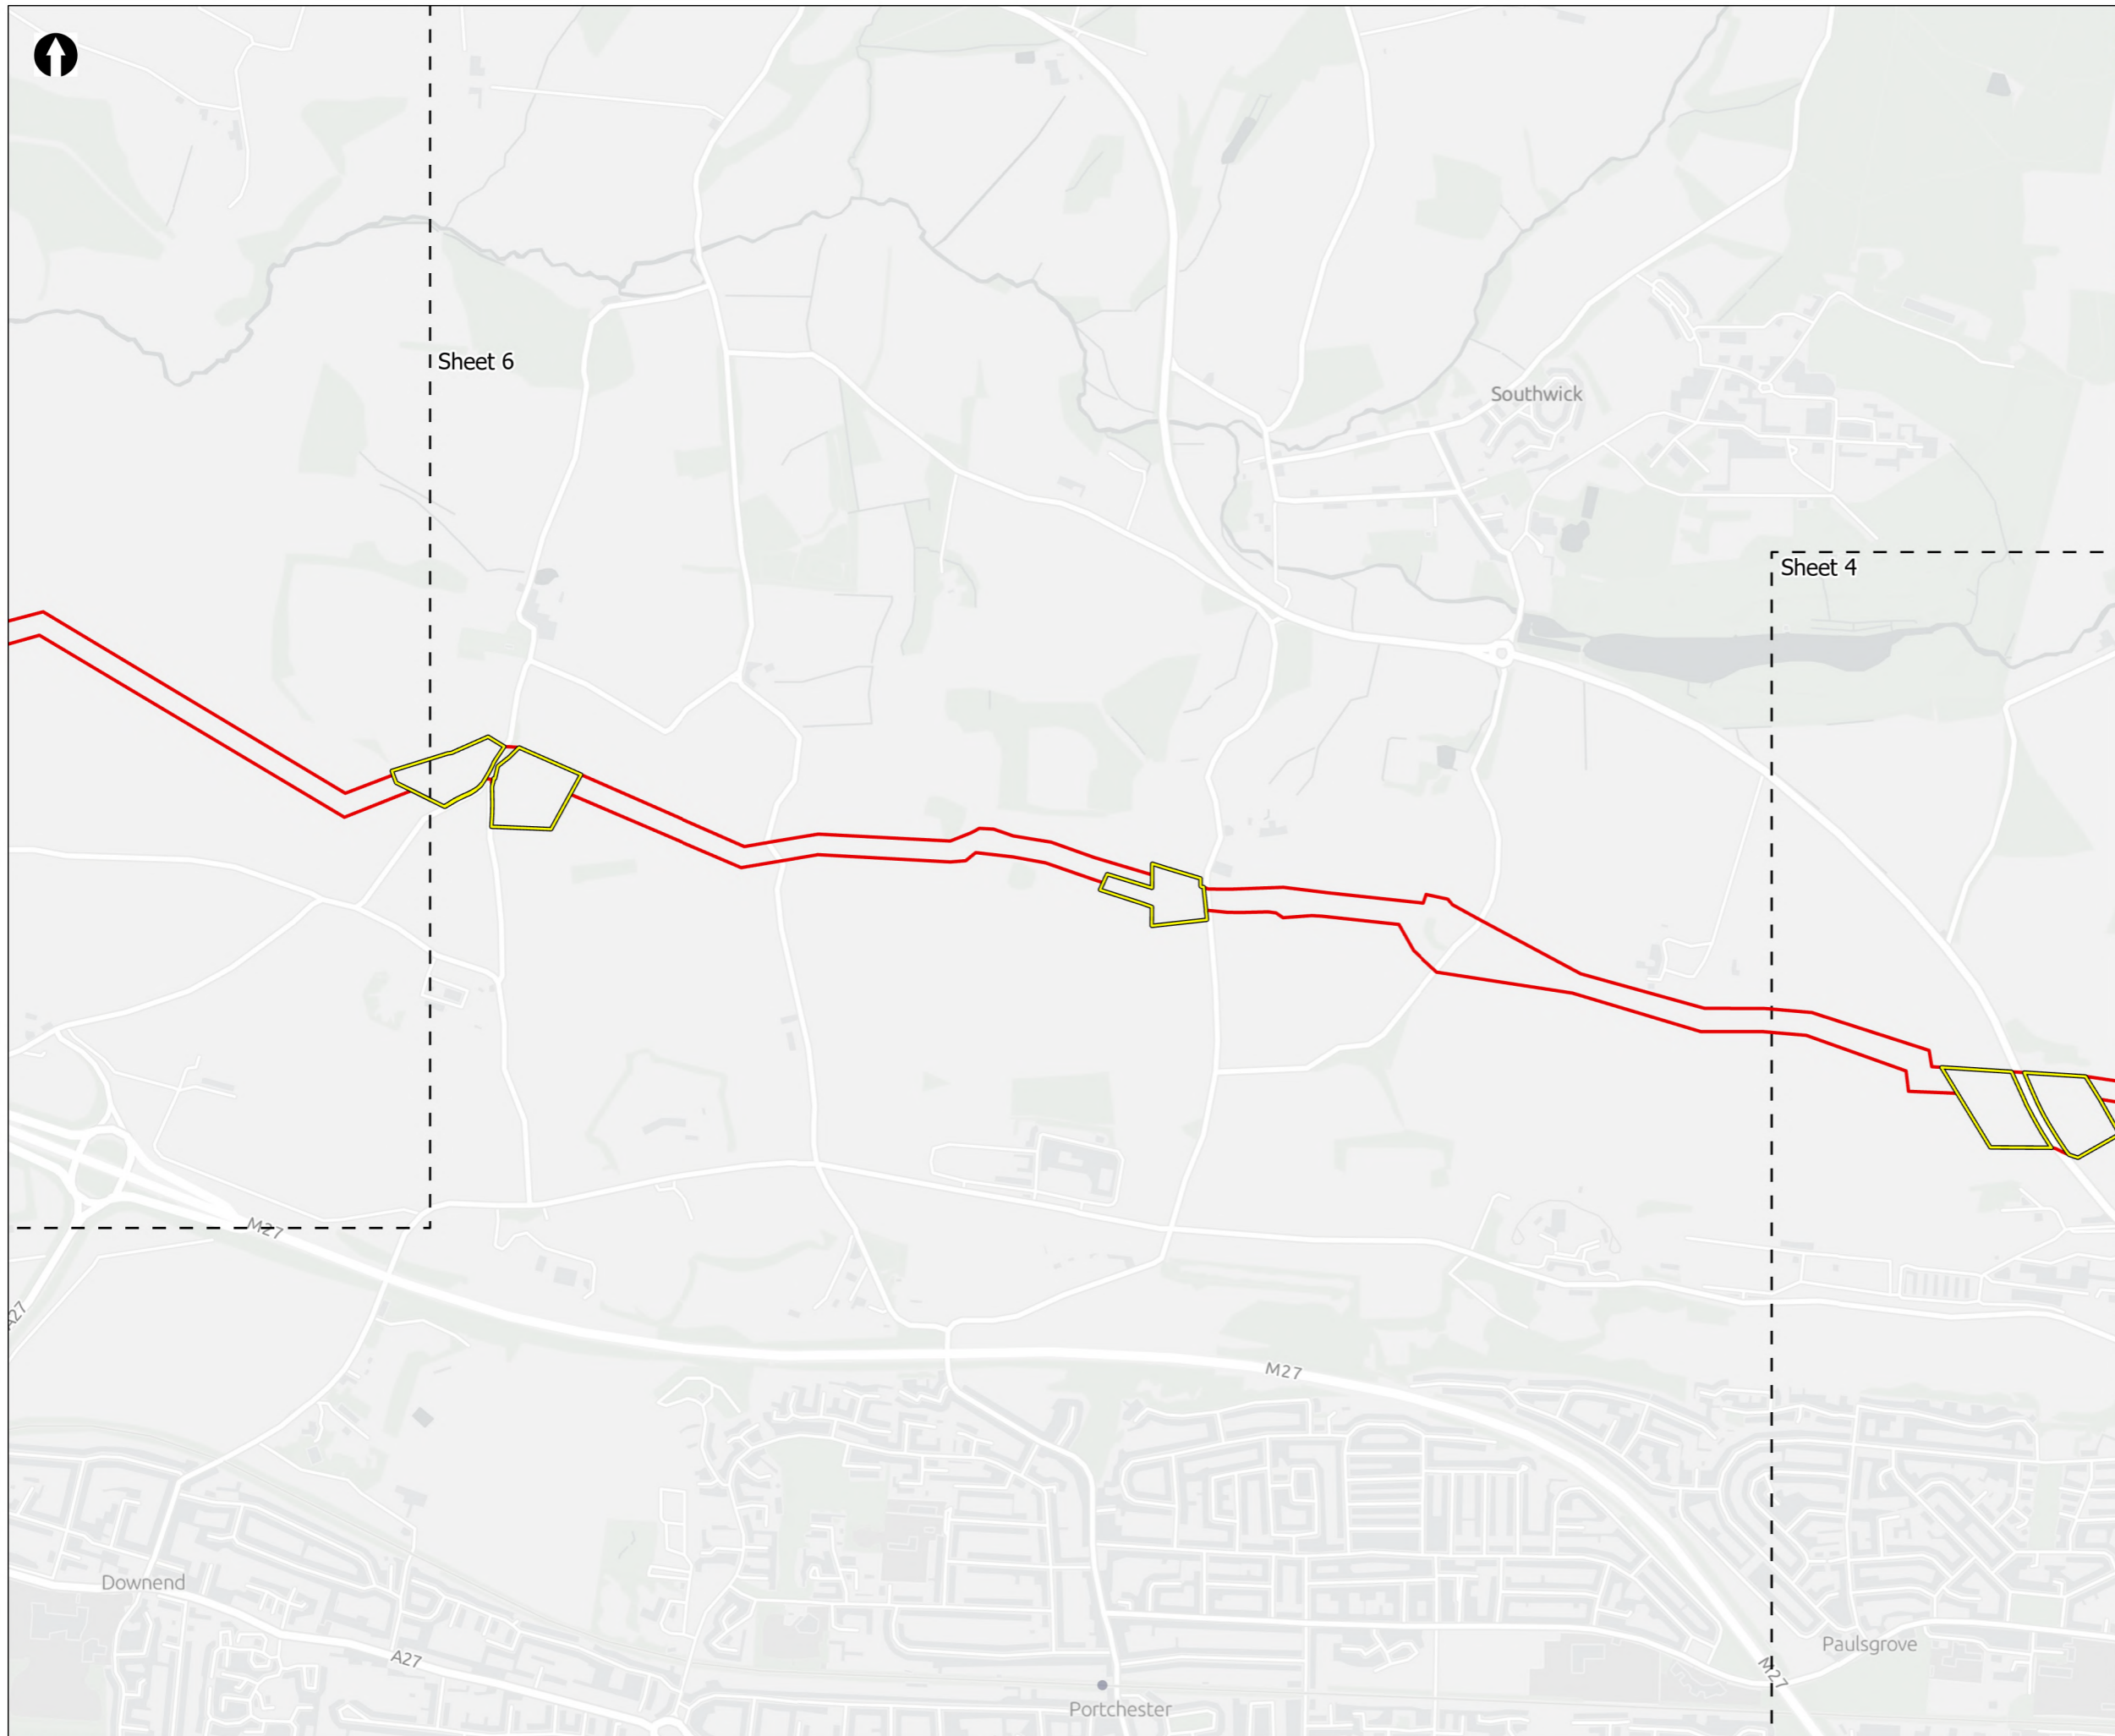 Sheet 6
Southwick
Sheet 4
M27
A27
M27
Downend
A27
Paulsgrove
M27
Portchester